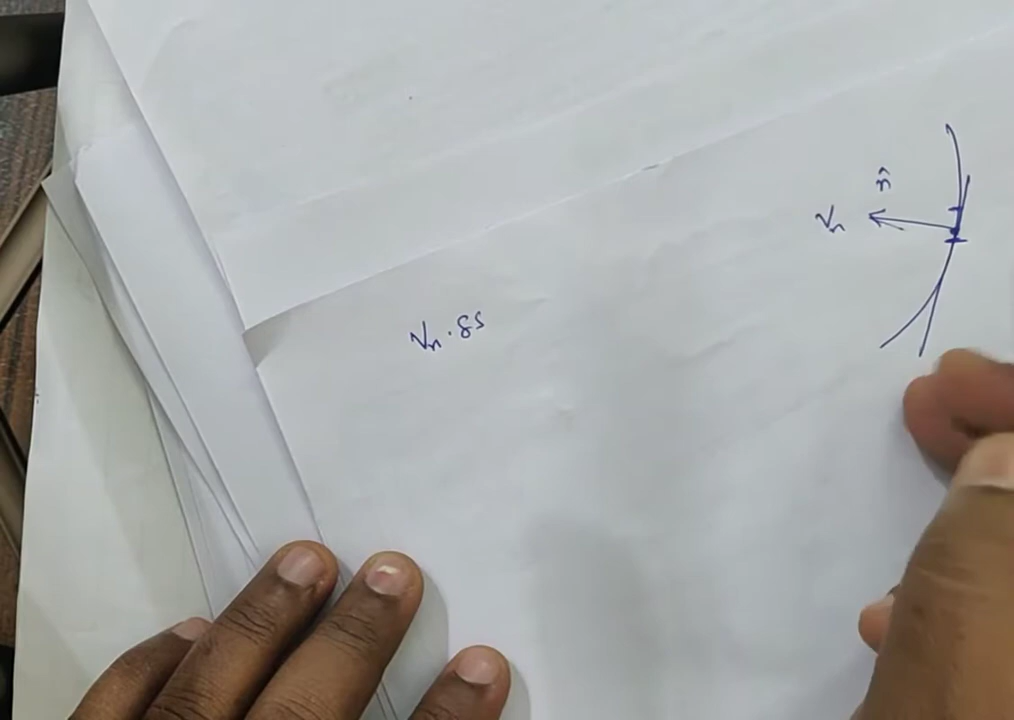 n̂
Vn
Vn · δs